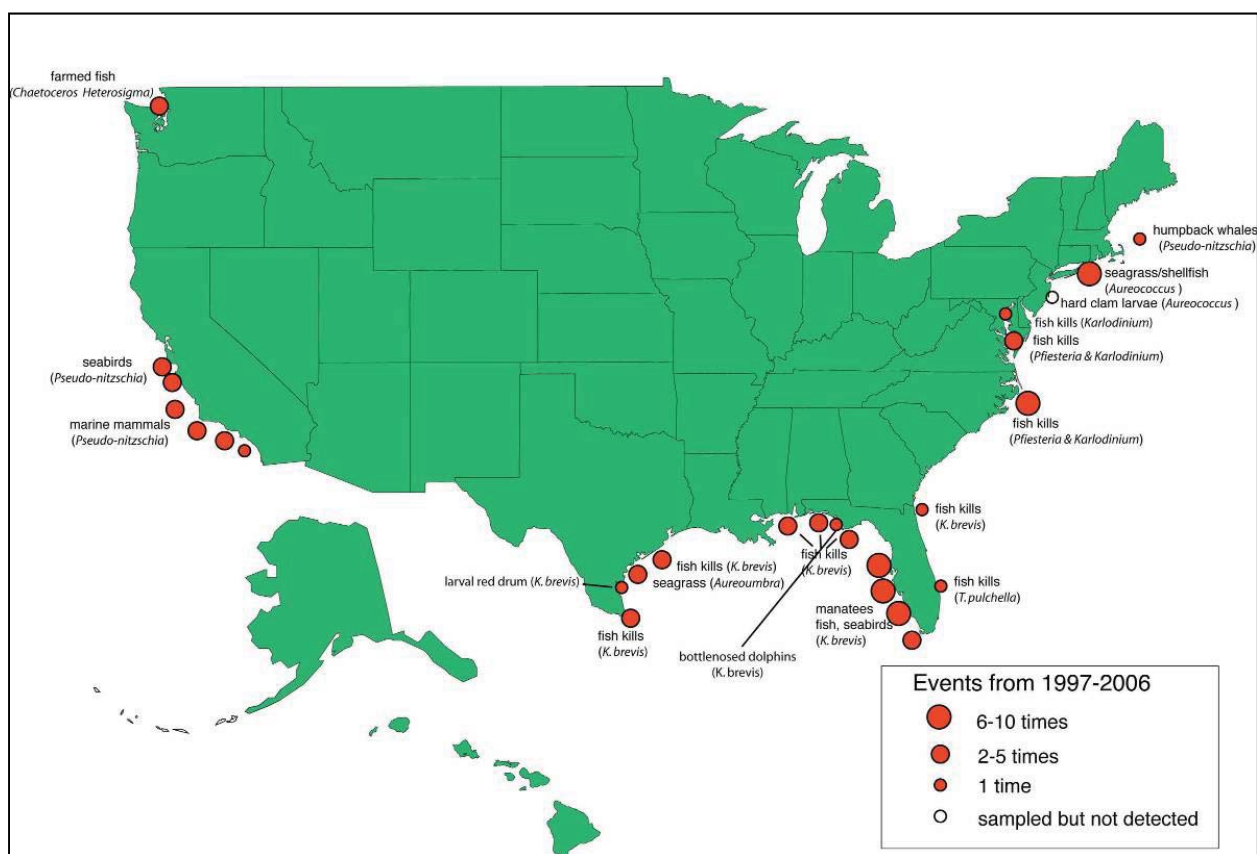 farmed fish
(Chaetoceros Heterosigma)
humpback whales
(Pseudo-nitzschia)
seagrass/shellfish
(Aureococcus )
hard clam larvae (Aureococcus )
fish kills (Karlodinium)
fish kills
(Pfiesteria & Karlodinium)
seabirds
(Pseudo-nitzschia)
marine mammals
(Pseudo-nitzschia)
fish kills
(Pfiesteria & Karlodinium)
fish kills
(K. brevis)
fish kills (K. brevis)
seagrass (Aureoumbra)
larval red drum (K. brevis)
fish kills
(K. brevis)
fish kills
(K. brevis)
fish kills
(T. pulchella)
manatees
fish, seabirds
(K. brevis)
bottlenosed dolphins
(K. brevis)
Events from 1997-2006
6-10 times
2-5 times
1 time
sampled but not detected